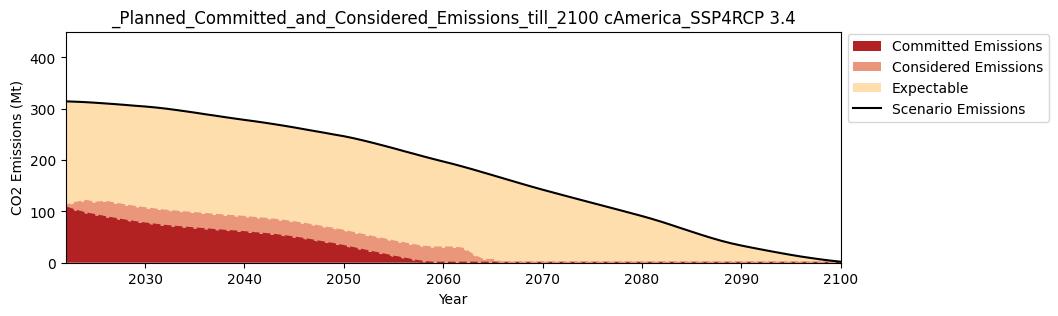 _Planned_Committed_and_Considered_Emissions_till_2100 cAmerica_SSP4RCP 3.4
CO2 Emissions (Mt)
400
300
200
100
0
2030 2040 2050 2060 2070 2080 2090 2100
Year
Committed Emissions
Considered Emissions
Expectable
Scenario Emissions